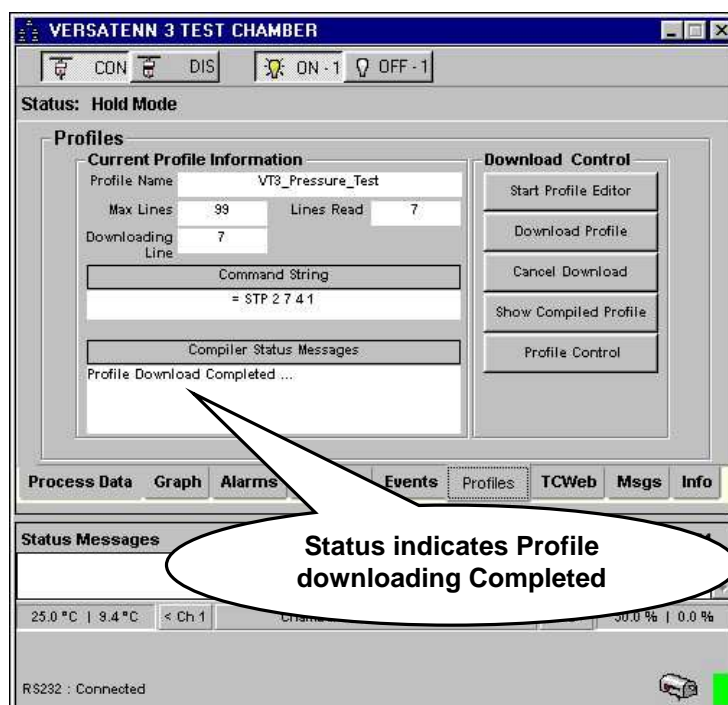 VERSATENN 3 TEST CHAMBER
CON DIS ON - 1 OFF - 1
Status: Hold Mode
Profiles
Current Profile Information
Profile Name VT3_Pressure_Test
Max Lines 99 Lines Read 7
Downloading Line 7
Command String
= STP 2 7 4 1
Compiler Status Messages
Profile Download Completed ...
Download Control
Start Profile Editor
Download Profile
Cancel Download
Show Compiled Profile
Profile Control
Process Data Graph Alarms Events Profiles TCWeb Msgs Info
Status Messages
Status indicates Profile
downloading Completed
25.0 °C | 9.4 °C < Ch 1 50.0 % | 0.0 %
RS232 : Connected